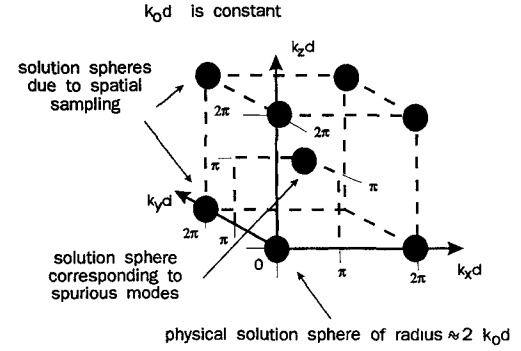 k₀d is constant
solution spheres
due to spatial
sampling
k_zd
2π
2π
π
π
k_yd
2π
π
0
π
2π
k_xd
solution sphere
corresponding to
spurious modes
physical solution sphere of radius ≈ 2 k₀d